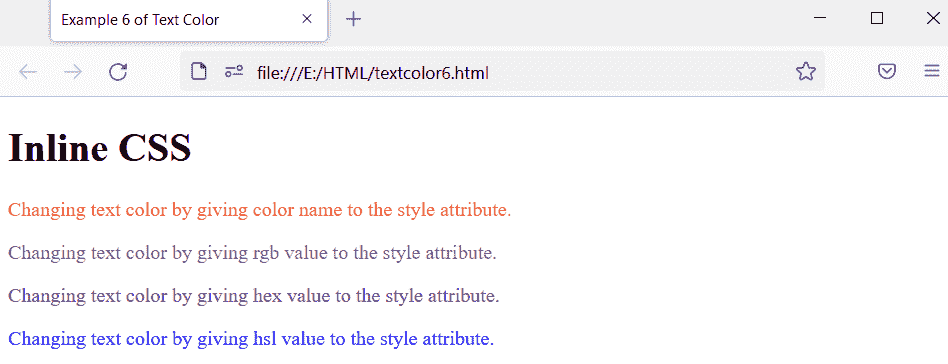 Example 6 of Text Color
file:///E:/HTML/textcolor6.html
Inline CSS
Changing text color by giving color name to the style attribute.
Changing text color by giving rgb value to the style attribute.
Changing text color by giving hex value to the style attribute.
Changing text color by giving hsl value to the style attribute.